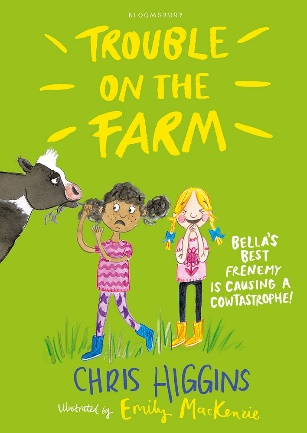 BLOOMSBURY
TROUBLE
ON THE
FARM
BELLA'S
BEST
FRENEMY
IS CAUSING A
COWTASTROPHE!
CHRIS HIGGINS
Illustrated by Emily MacKenzie